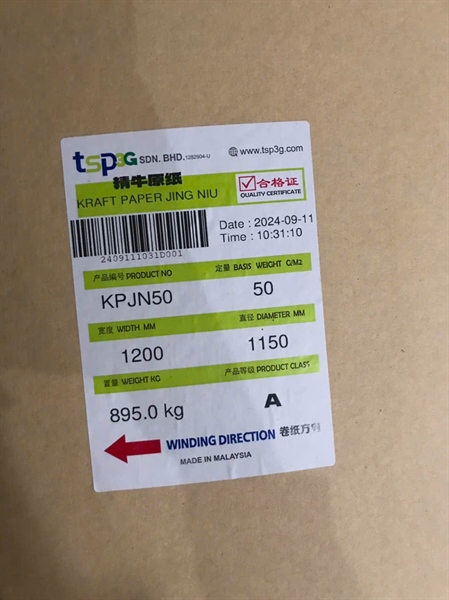 tsp3G SDN. BHD. 1282804-U
www.tsp3g.com
精牛原纸
KRAFT PAPER JING NIU
合格证
QUALITY CERTIFICATE
2409111031D001
Date : 2024-09-11
Time : 10:31:10
产品编号 PRODUCT NO
定量 BASIS WEIGHT G/M2
KPJN50
50
宽度 WIDTH MM
直径 DIAMETER MM
1200
1150
重量 WEIGHT KG
产品等级 PRODUCT CLASS
895.0 kg
A
WINDING DIRECTION 卷纸方向
MADE IN MALAYSIA